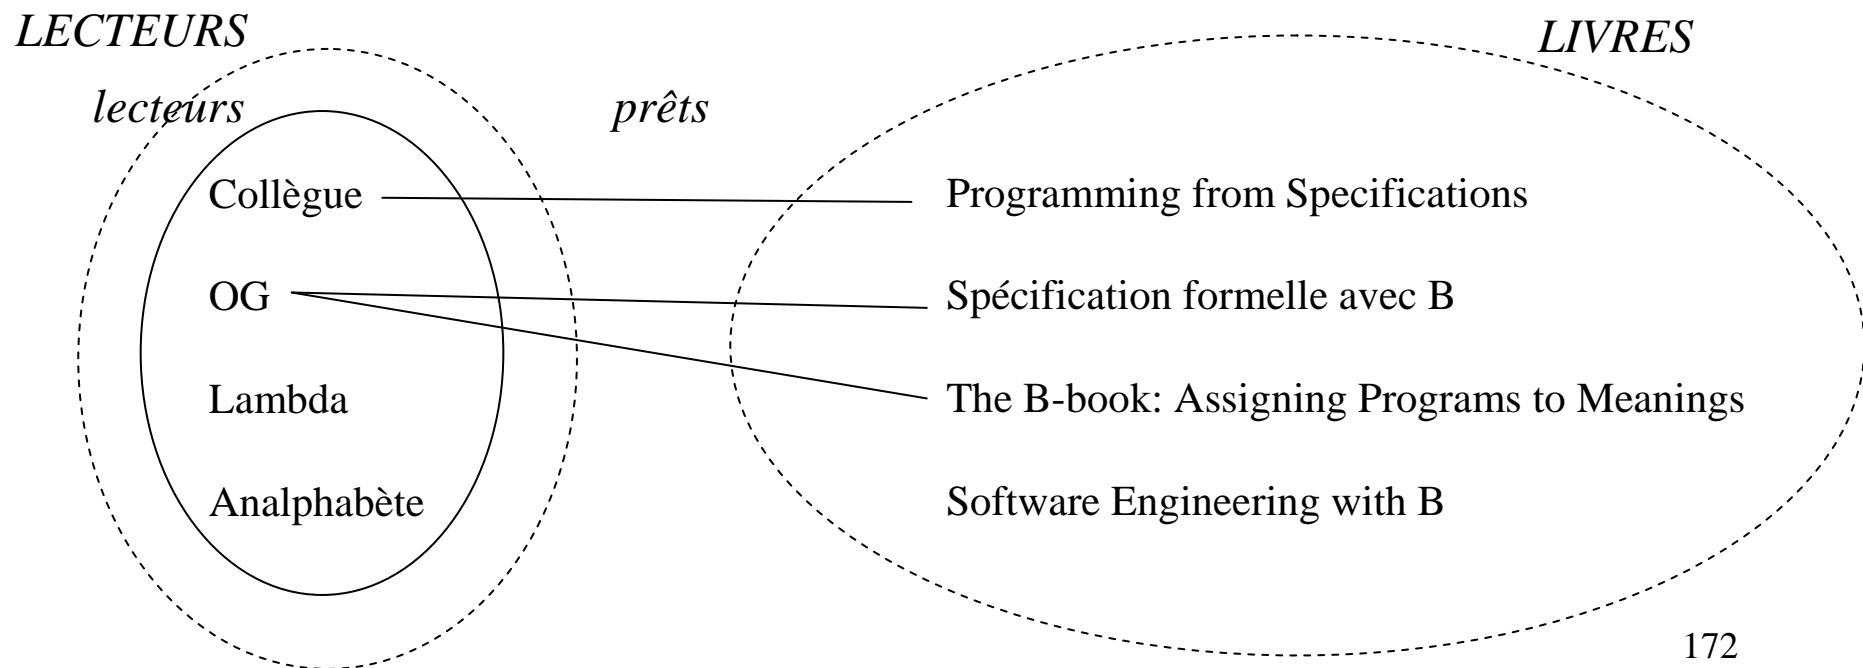 LECTEURS
LIVRES
lecteurs
prêts
Collègue
Programming from Specifications
OG
Spécification formelle avec B
Lambda
The B-book: Assigning Programs to Meanings
Analphabète
Software Engineering with B
172